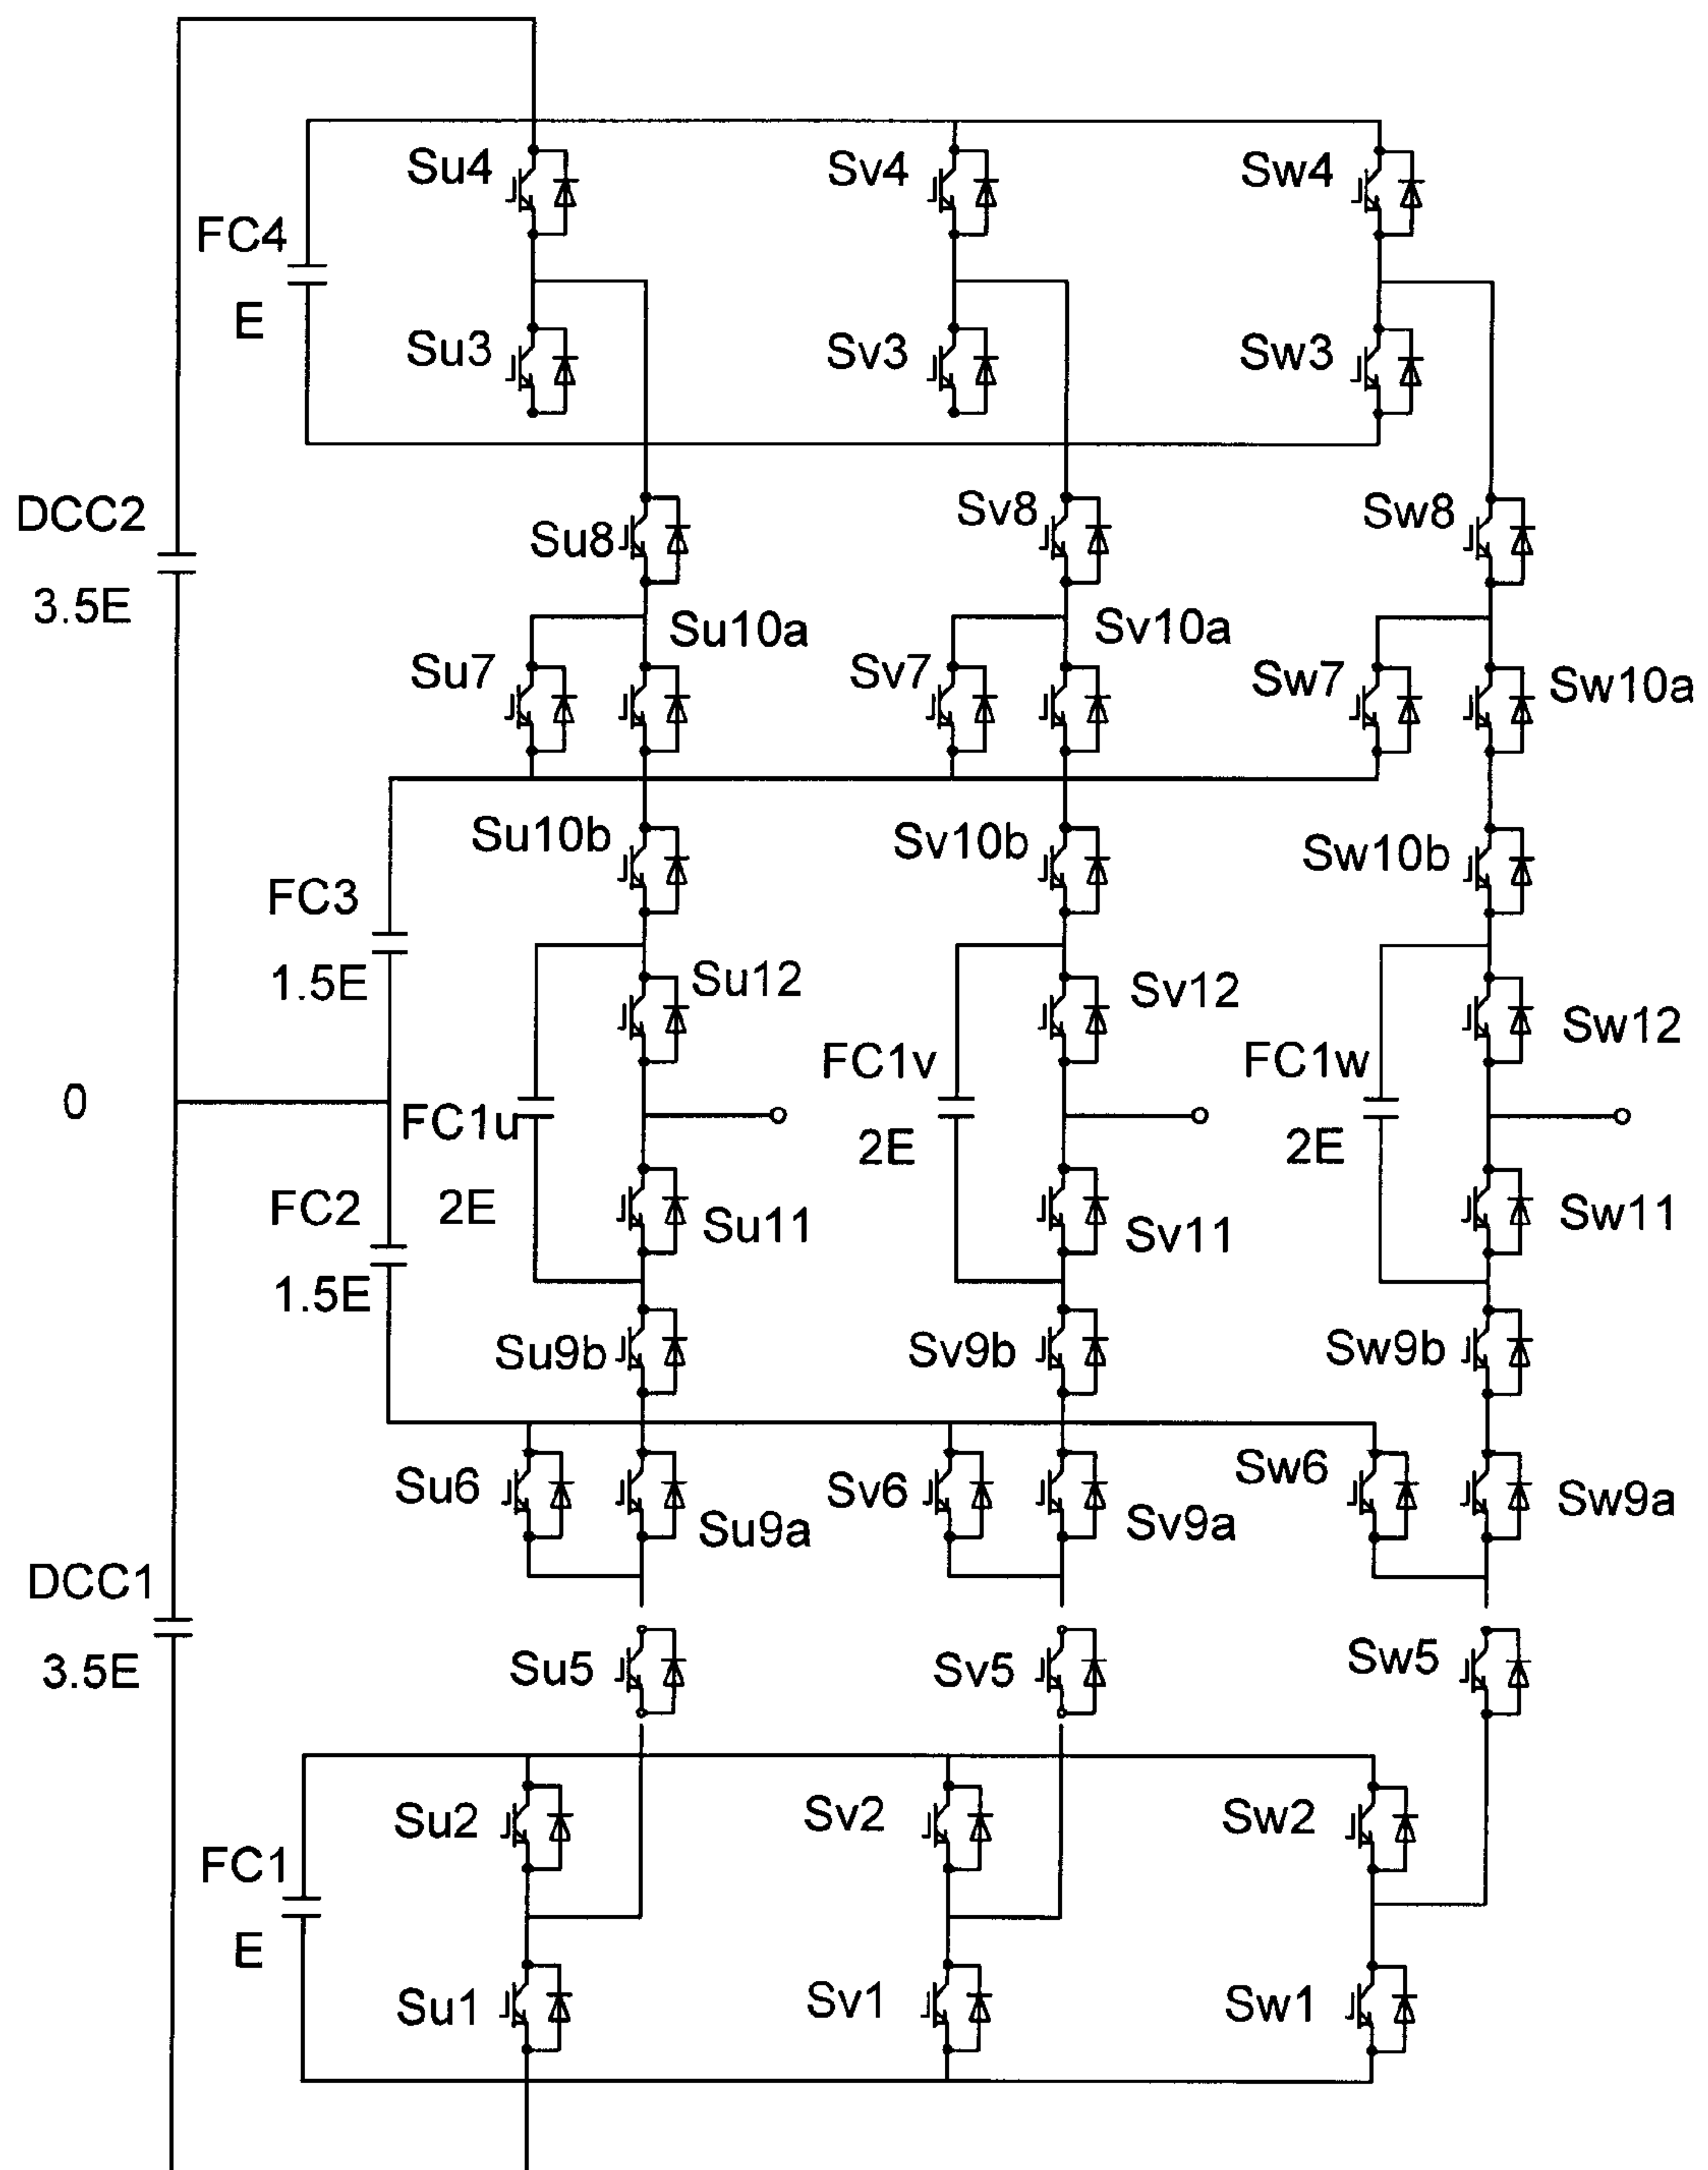 Su4
Sv4
Sw4
FC4
E
Su3
Sv3
Sw3
DCC2
3.5E
Su8
Sv8
Sw8
Su10a
Sv10a
Su7
Sv7
Sw7
Sw10a
Su10b
Sv10b
Sw10b
FC3
1.5E
Su12
Sv12
Sw12
0
FC1u
2E
FC1v
2E
FC1w
2E
FC2
1.5E
Su11
Sv11
Sw11
Su9b
Sv9b
Sw9b
Su6
Sv6
Sw6
Su9a
Sv9a
Sw9a
DCC1
3.5E
Su5
Sv5
Sw5
Su2
Sv2
Sw2
FC1
E
Su1
Sv1
Sw1